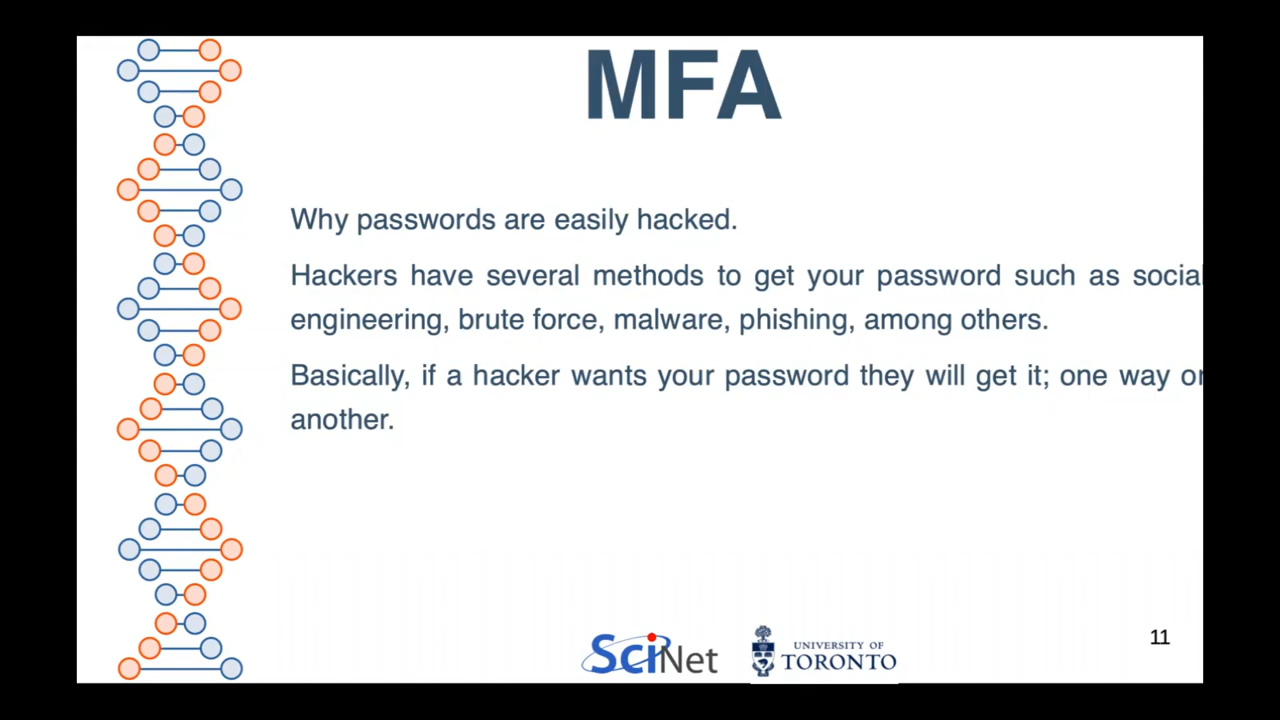 MFA
Why passwords are easily hacked.
Hackers have several methods to get your password such as social
engineering, brute force, malware, phishing, among others.
Basically, if a hacker wants your password they will get it; one way or
another.
SciNet
UNIVERSITY OF
TORONTO
11